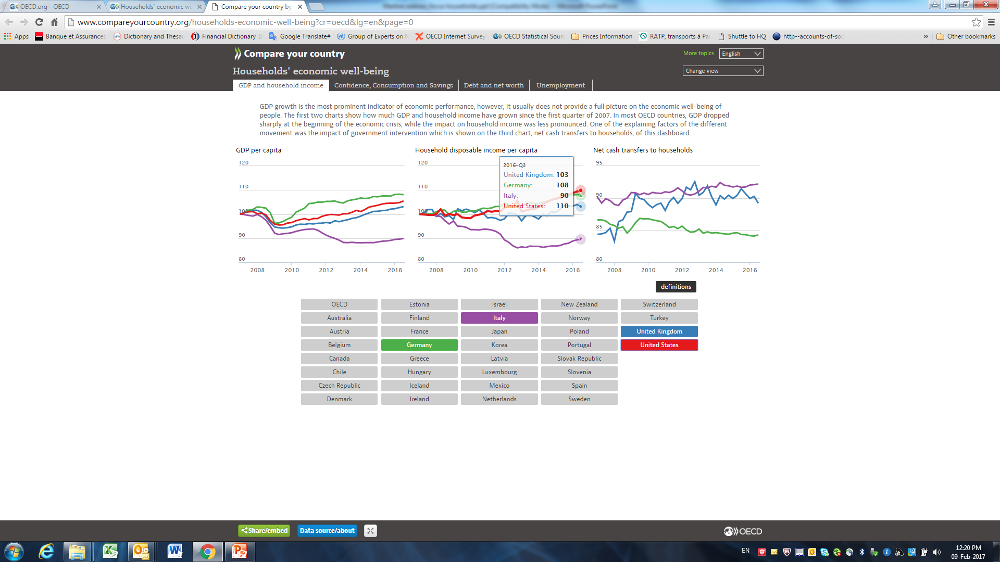 OECD.org - OECD
Households' economic we
Compare your country by
www.compareyourcountry.org/households-economic-well-being?cr=oecd&lg=en&page=0
Apps
Banque et Assurances
Dictionary and Thesau
Financial Dictionary
Google Translate#
Group of Experts on
OECD Internet Survey
OECD Statistical Sour
Prices Information
RATP, transports à Pa
Shuttle to HQ
http--accounts-of-soc
»
Other bookmarks
Compare your country
More topics
English
Households' economic well-being
Change view
GDP and household income
Confidence, Consumption and Savings
Debt and net worth
Unemployment
GDP growth is the most prominent indicator of economic performance, however, it usually does not provide a full picture on the economic well-being of
people. The first two charts show how much GDP and household income have grown since the first quarter of 2007. In most OECD countries, GDP dropped
sharply at the beginning of the economic crisis, while the impact on household income was less pronounced. One of the explaining factors of the different
movement was the impact of government intervention which is shown on the third chart, net cash transfers to households, of this dashboard.
GDP per capita
120
110
100
90
80
2008 2010 2012 2014 2016
Household disposable income per capita
120
110
100
90
80
2008 2010 2012 2014 2016
2016-Q3
United Kingdom: 103
Germany: 108
Italy: 90
United States: 110
Net cash transfers to households
95
90
85
80
2008 2010 2012 2014 2016
definitions
OECD Estonia Israel New Zealand Switzerland
Australia Finland Italy Norway Turkey
Austria France Japan Poland United Kingdom
Belgium Germany Korea Portugal United States
Canada Greece Latvia Slovak Republic
Chile Hungary Luxembourg Slovenia
Czech Republic Iceland Mexico Spain
Denmark Ireland Netherlands Sweden
Share/embed
Data source/about
OECD
EN
12:20 PM
09-Feb-2017